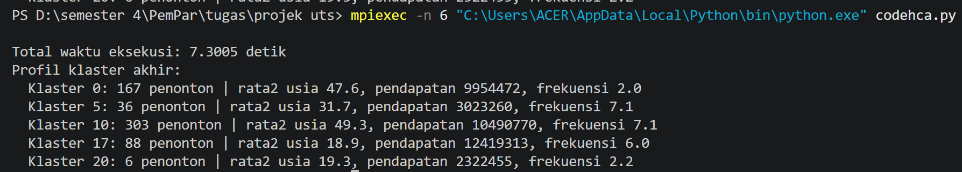 PS D:\semester 4\PemPar\tugas\projek uts> mpiexec -n 6 "C:\Users\ACER\AppData\Local\Python\bin\python.exe" codehca.py
Total waktu eksekusi: 7.3005 detik
Profil klaster akhir:
Klaster 0: 167 penonton | rata2 usia 47.6, pendapatan 9954472, frekuensi 2.0
Klaster 5: 36 penonton | rata2 usia 31.7, pendapatan 3023260, frekuensi 7.1
Klaster 10: 303 penonton | rata2 usia 49.3, pendapatan 10490770, frekuensi 7.1
Klaster 17: 88 penonton | rata2 usia 18.9, pendapatan 12419313, frekuensi 6.0
Klaster 20: 6 penonton | rata2 usia 19.3, pendapatan 2322455, frekuensi 2.2